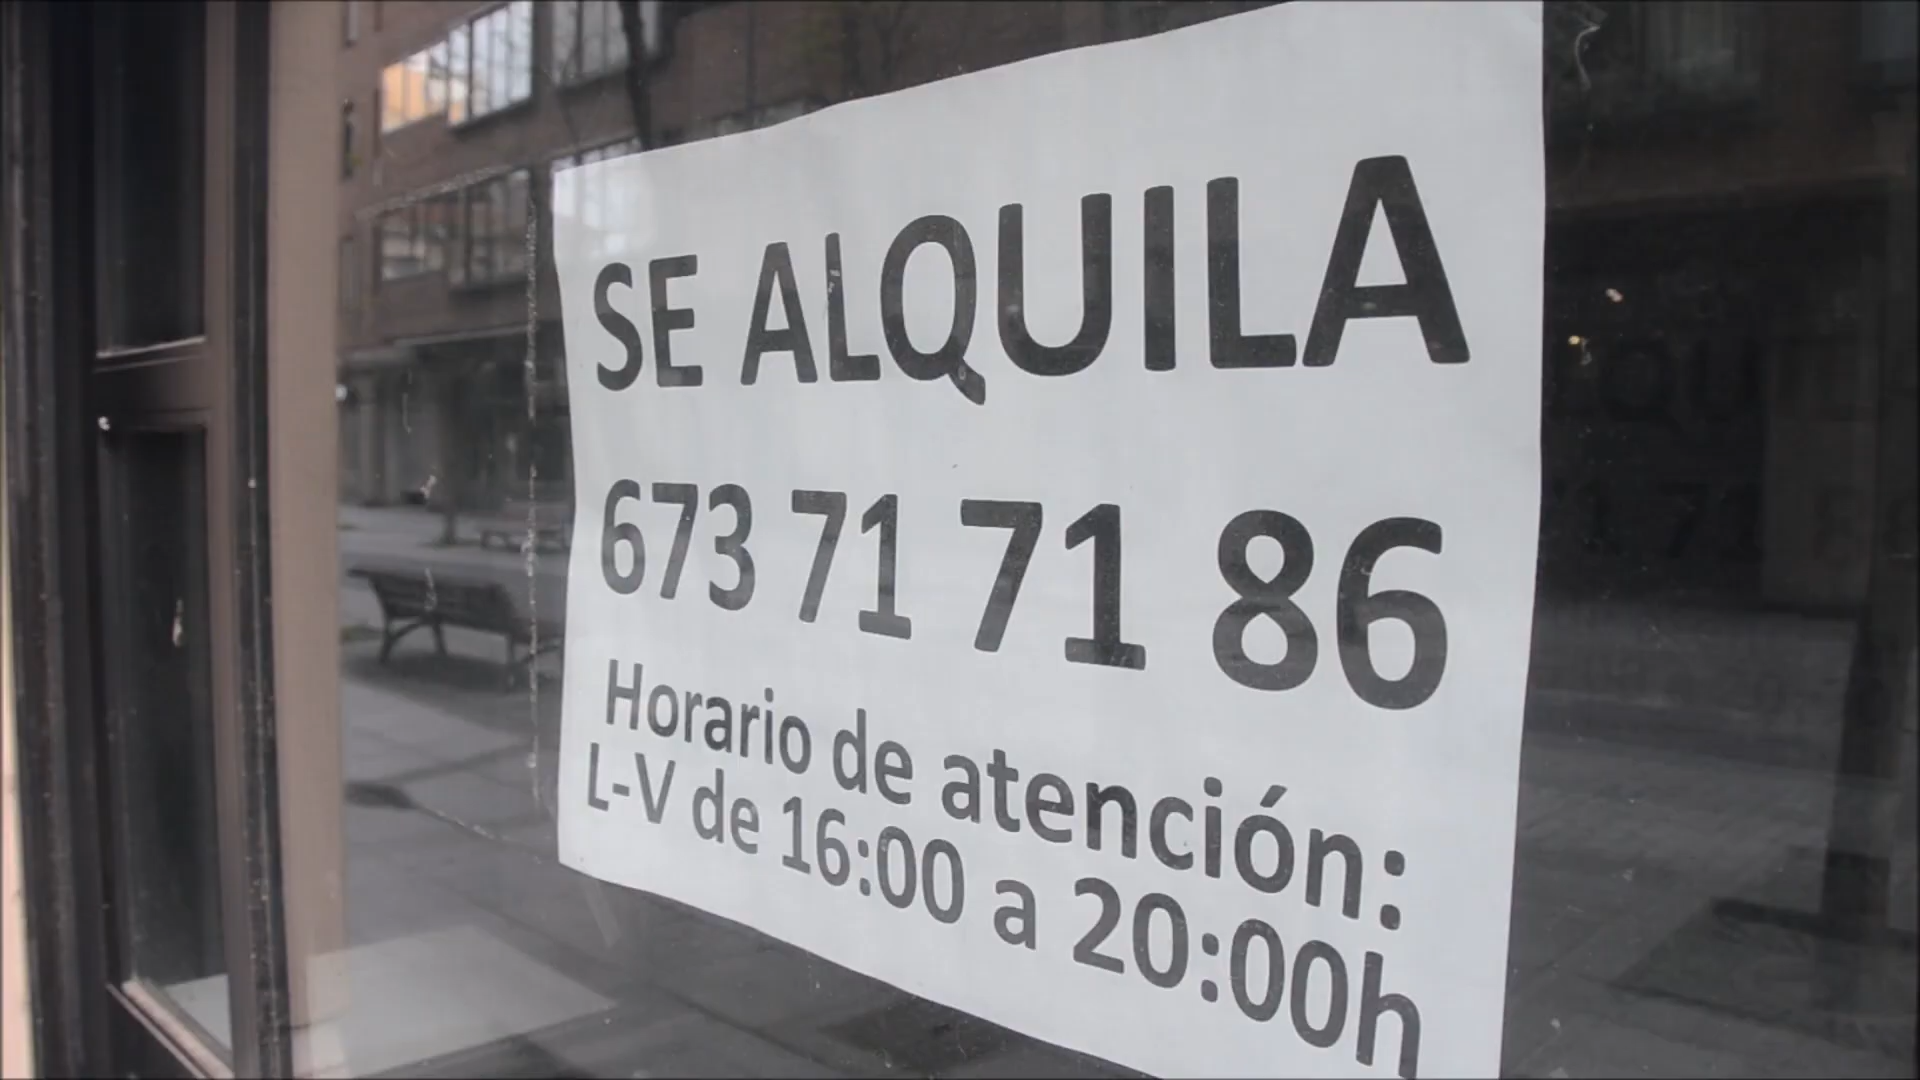 SE ALQUILA
673 71 71 86
Horario de atención:
L-V de 16:00 a 20:00h